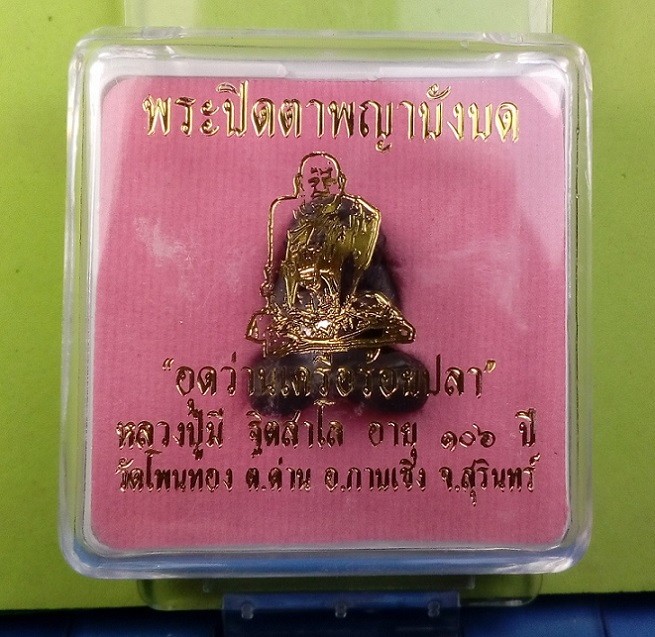 พระปิดตาพญาบังบด
"อุดว่านเครือร้อยปลา"
หลวงปู่มี ฐิตสาโล อายุ ๑๐๖ ปี
วัดโพนทอง ต.ด่าน อ.กาบเชิง จ.สุรินทร์